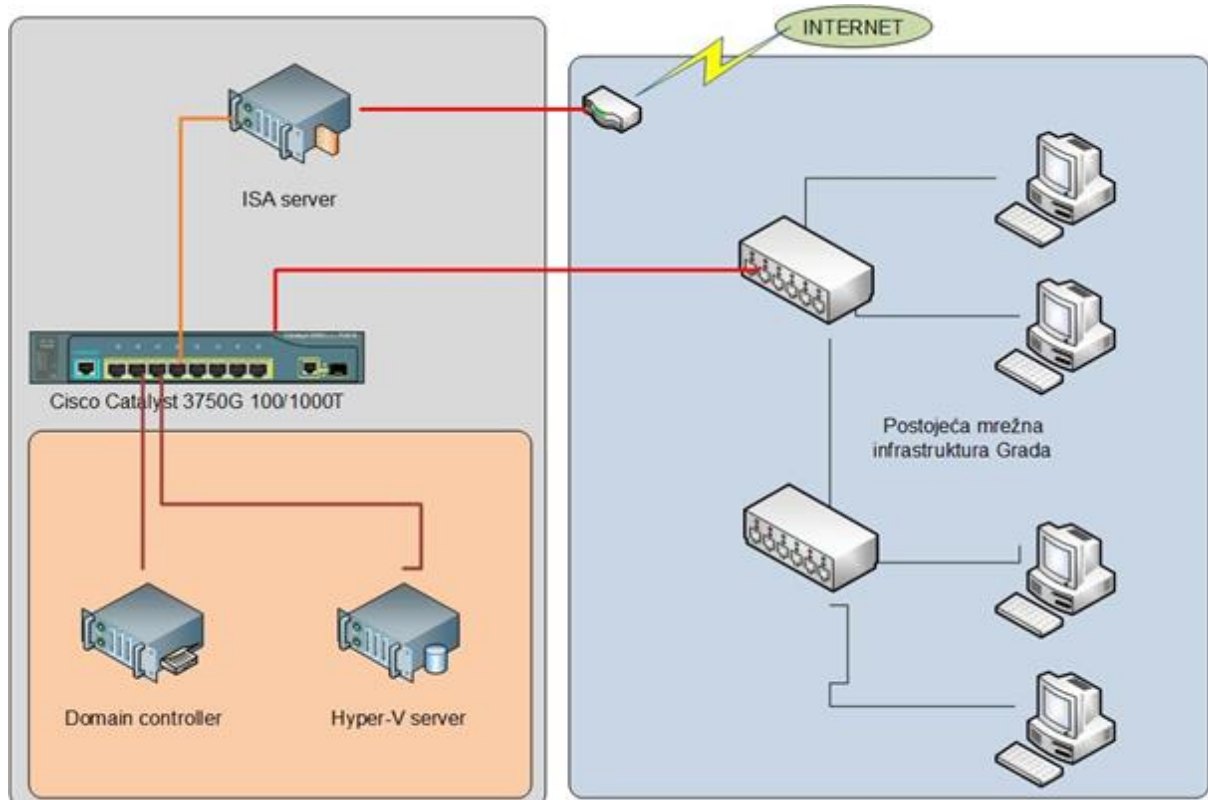 INTERNET
ISA server
Cisco Catalyst 3750G 100/1000T
Postojeća mrežna
infrastruktura Grada
Domain controller
Hyper-V server